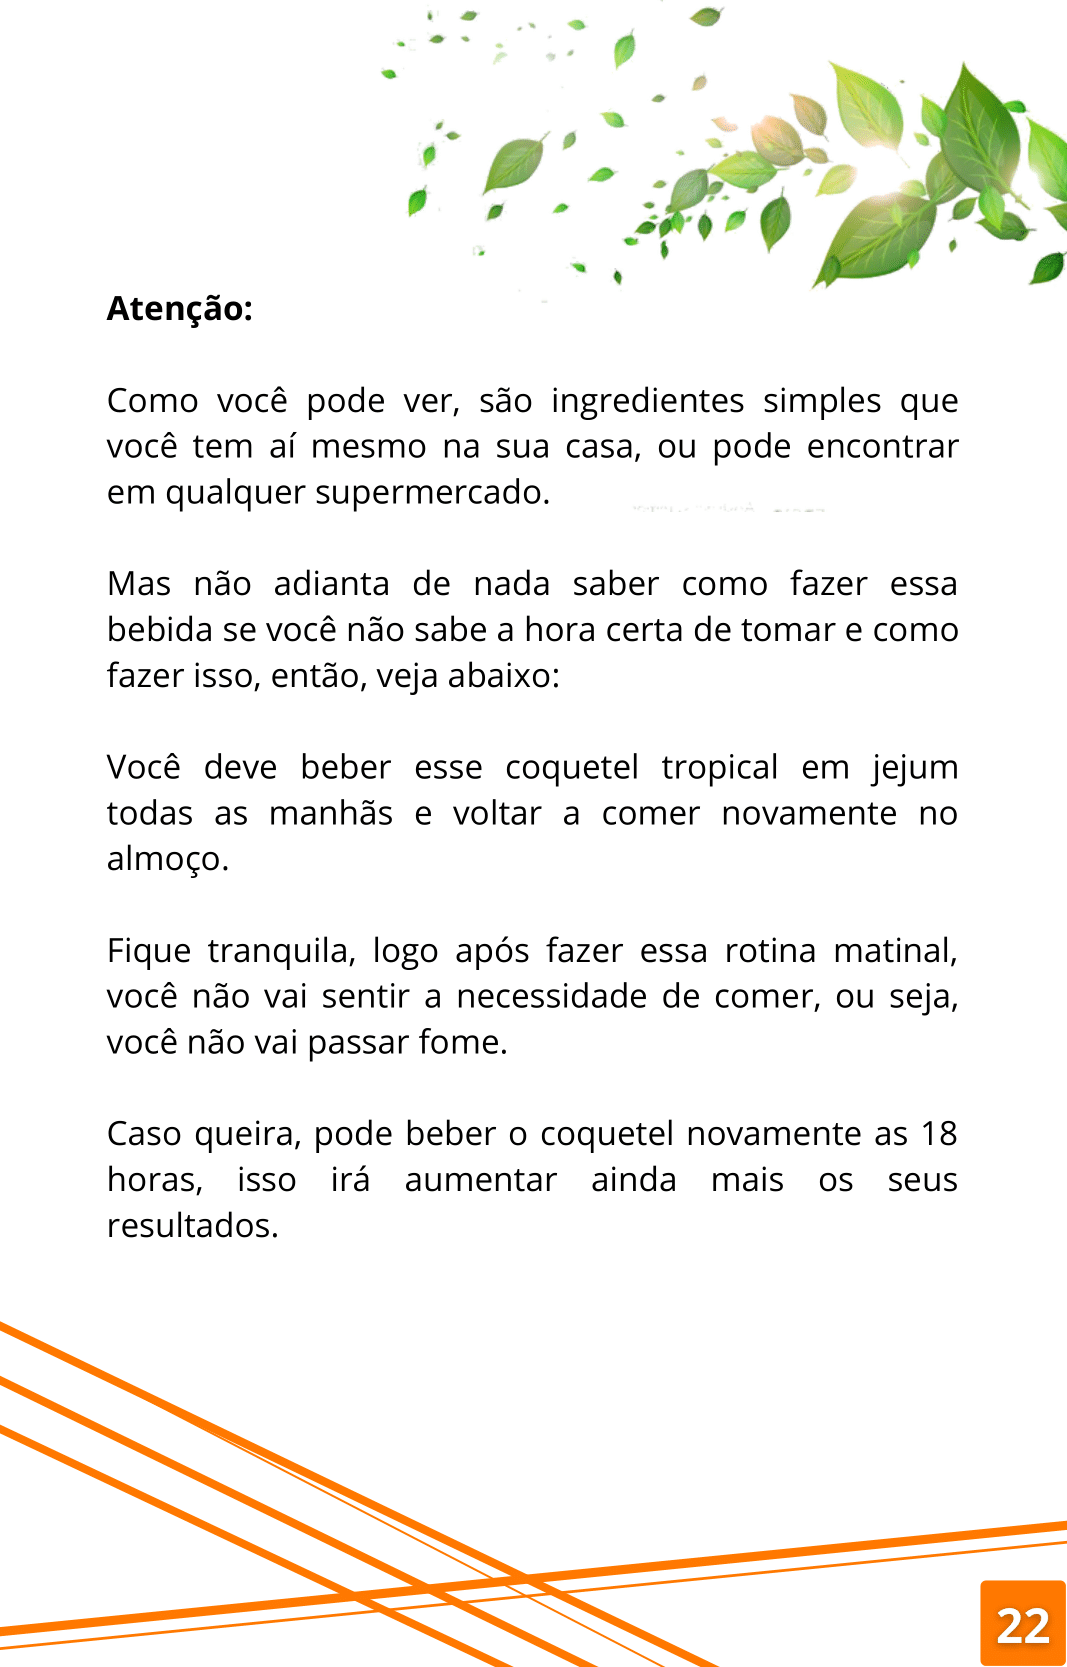 Atenção:
Como você pode ver, são ingredientes simples que
você tem aí mesmo na sua casa, ou pode encontrar
em qualquer supermercado.
Mas não adianta de nada saber como fazer essa
bebida se você não sabe a hora certa de tomar e como
fazer isso, então, veja abaixo:
Você deve beber esse coquetel tropical em jejum
todas as manhãs e voltar a comer novamente no
almoço.
Fique tranquila, logo após fazer essa rotina matinal,
você não vai sentir a necessidade de comer, ou seja,
você não vai passar fome.
Caso queira, pode beber o coquetel novamente as 18
horas, isso irá aumentar ainda mais os seus
resultados.
22